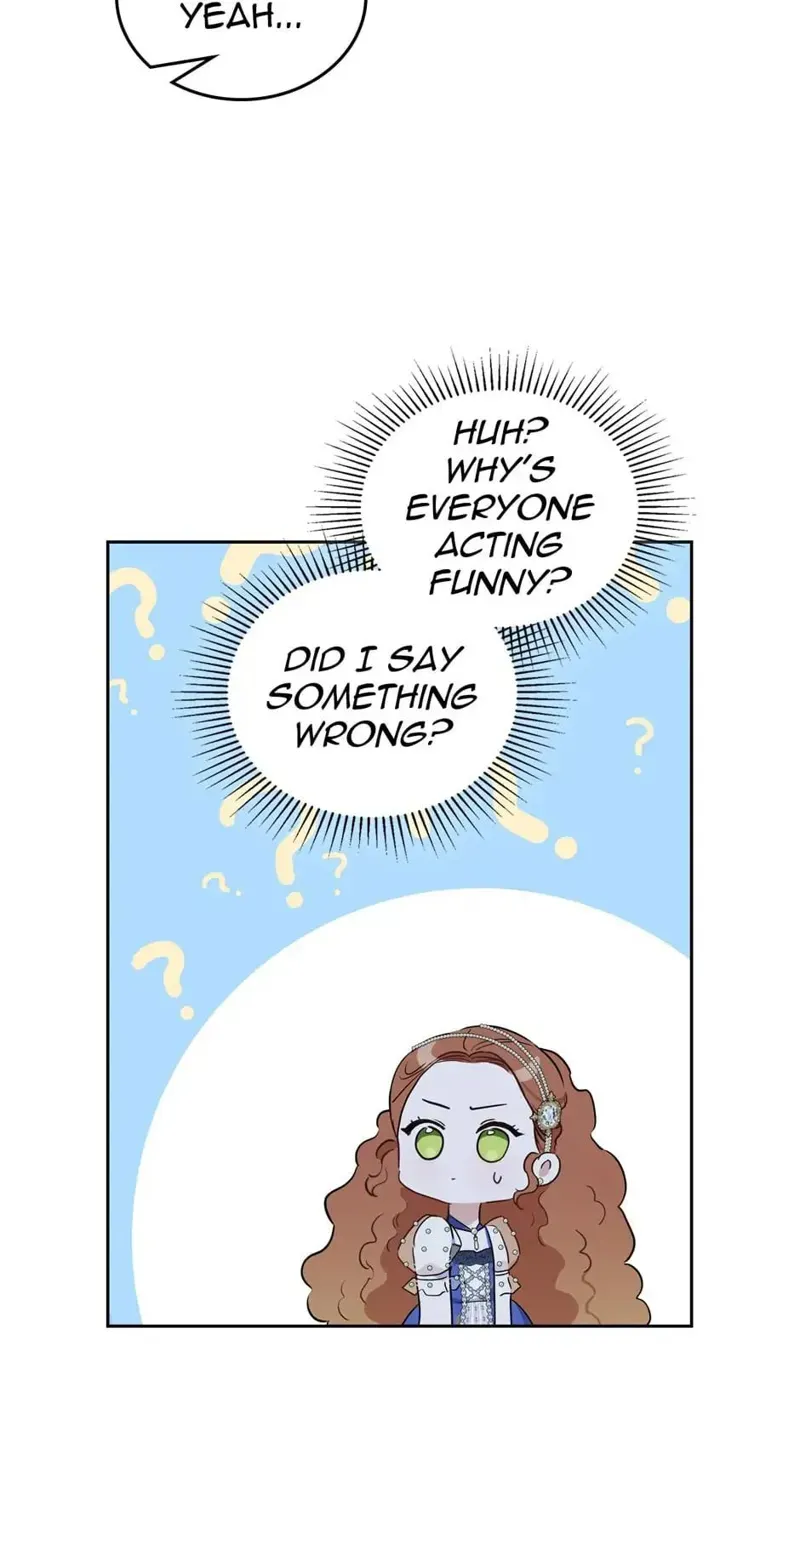 YEAH...
HUH?
WHY'S
EVERYONE
ACTING
FUNNY?
DID I SAY
SOMETHING
WRONG?